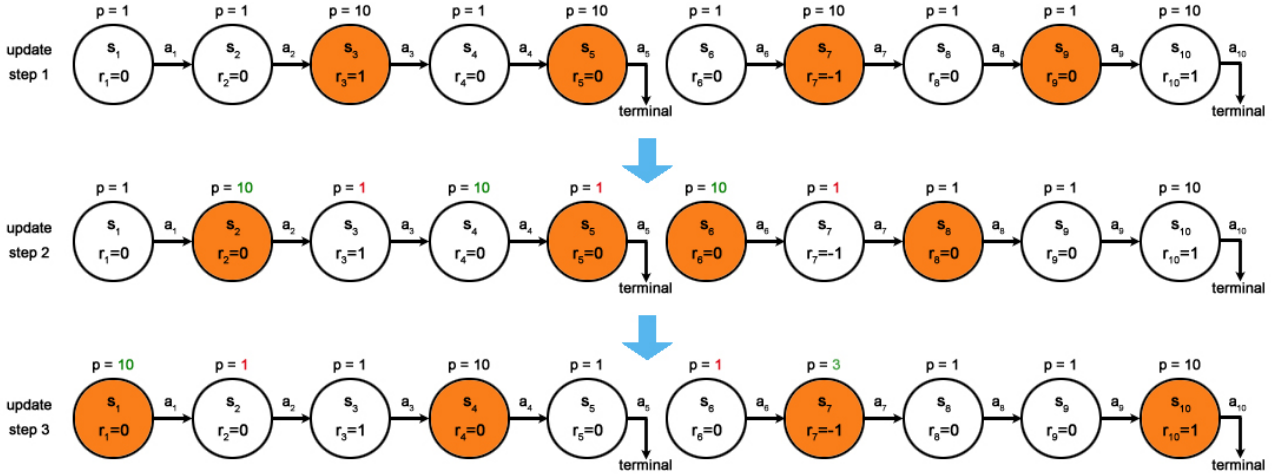 p = 1 p = 1 p = 10 p = 1 p = 10 p = 1 p = 10 p = 1 p = 1 p = 10
update step 1
s₁ a₁ s₂ a₂ s₃ a₃ s₄ a₄ s₅ a₅ s₆ a₆ s₇ a₇ s₈ a₈ s₉ a₉ s₁₀ a₁₀
r₁=0 r₂=0 r₃=1 r₄=0 r₅=0 r₆=0 r₇=-1 r₈=0 r₉=0 r₁₀=1
terminal terminal
p = 1 p = 10 p = 1 p = 10 p = 1 p = 10 p = 1 p = 1 p = 1 p = 10
update step 2
s₁ a₁ s₂ a₂ s₃ a₃ s₄ a₄ s₅ a₅ s₆ a₆ s₇ a₇ s₈ a₈ s₉ a₉ s₁₀ a₁₀
r₁=0 r₂=0 r₃=1 r₄=0 r₅=0 r₆=0 r₇=-1 r₈=0 r₉=0 r₁₀=1
terminal terminal
p = 10 p = 1 p = 1 p = 10 p = 1 p = 1 p = 3 p = 1 p = 1 p = 10
update step 3
s₁ a₁ s₂ a₂ s₃ a₃ s₄ a₄ s₅ a₅ s₆ a₆ s₇ a₇ s₈ a₈ s₉ a₉ s₁₀ a₁₀
r₁=0 r₂=0 r₃=1 r₄=0 r₅=0 r₆=0 r₇=-1 r₈=0 r₉=0 r₁₀=1
terminal terminal